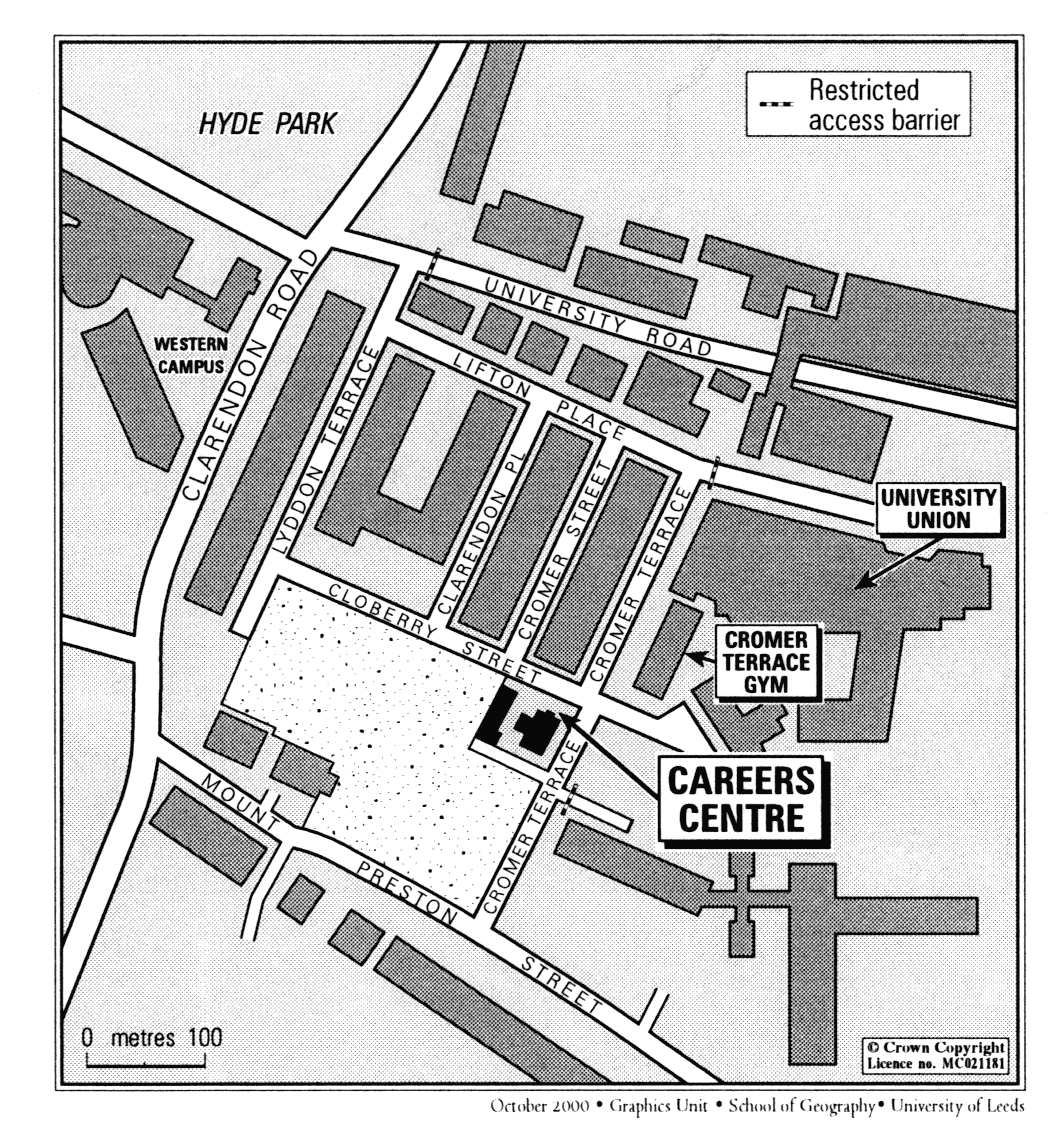 HYDE PARK
Restricted
access barrier
CLARENDON ROAD
UNIVERSITY ROAD
WESTERN
CAMPUS
LYDDON TERRACE
LIFTON PLACE
CLARENDON PL
CROMER STREET
CROMER TERRACE
UNIVERSITY
UNION
CLOBERRY STREET
CROMER
TERRACE
GYM
CAREERS
CENTRE
CROMER TERRACE
MOUNT PRESTON STREET
0 metres 100
© Crown Copyright
Licence no. MC021181
October 2000 • Graphics Unit • School of Geography • University of Leeds